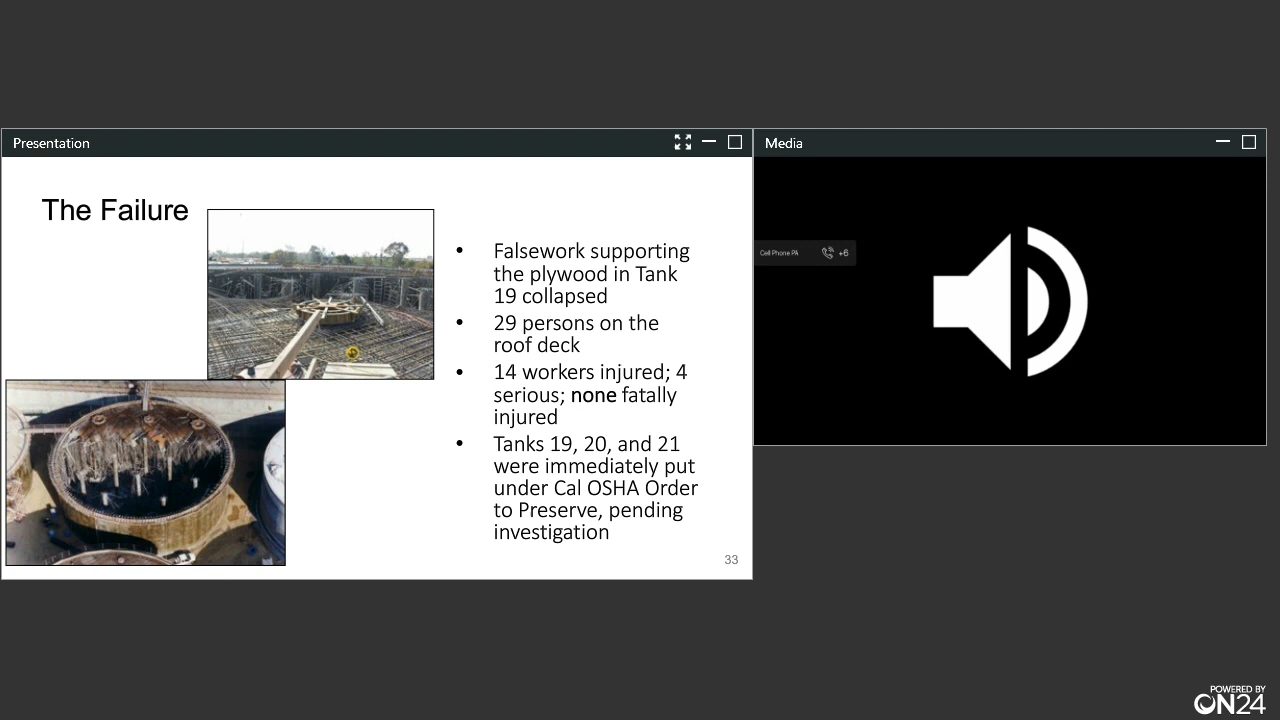 Presentation
Media
The Failure
• Falsework supporting
the plywood in Tank
19 collapsed
• 29 persons on the
roof deck
• 14 workers injured; 4
serious; none fatally
injured
• Tanks 19, 20, and 21
were immediately put
under Cal OSHA Order
to Preserve, pending
investigation
33
Cell Phone PA +6
POWERED BY
ON24